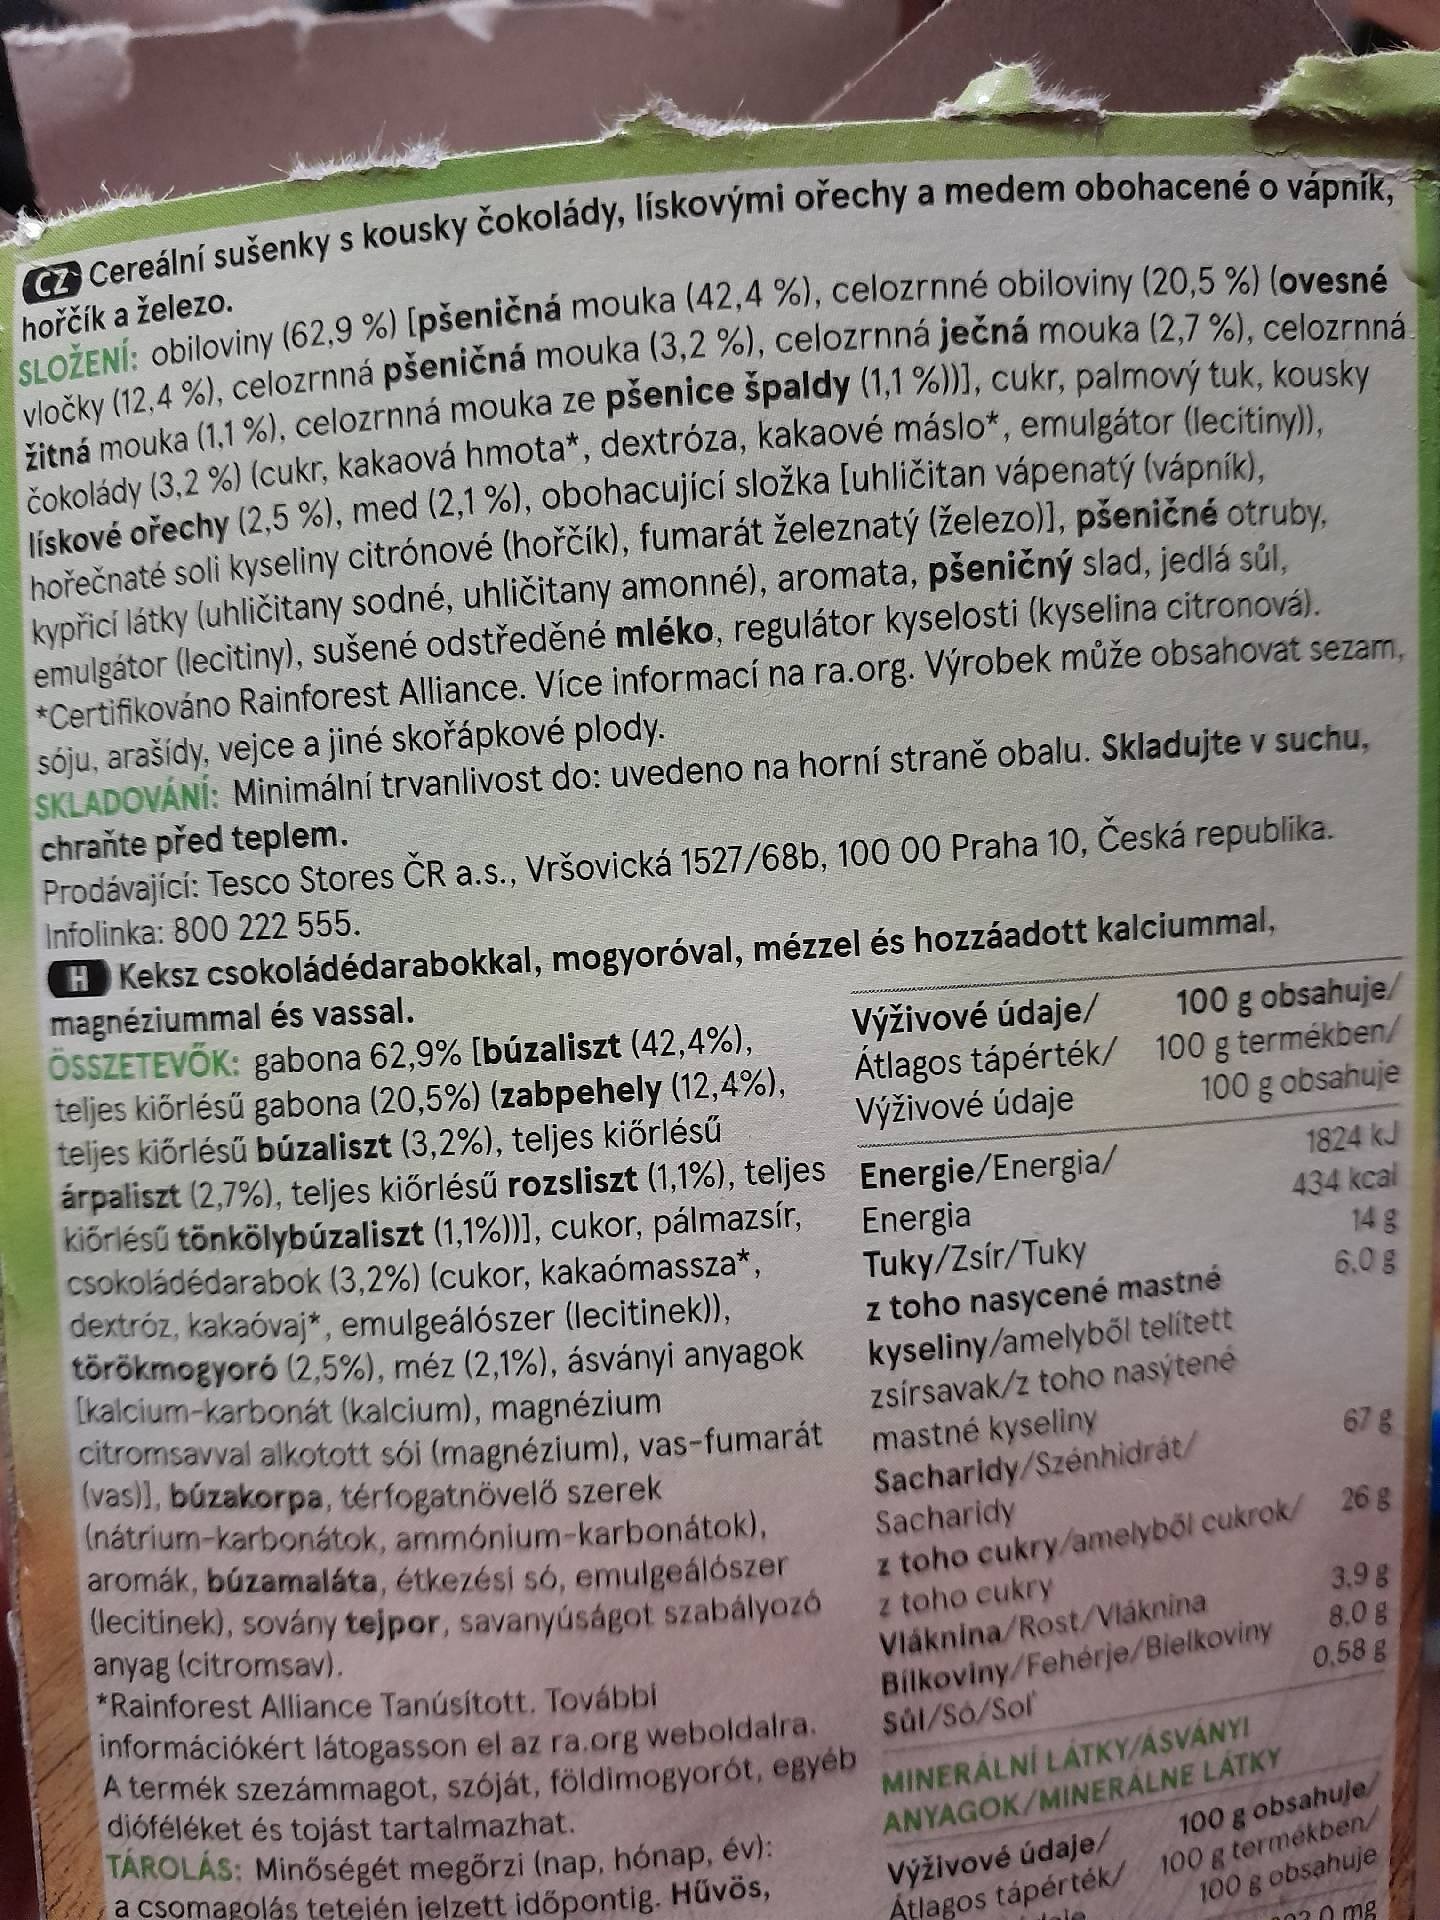 CZ Cereální sušenky s kousky čokolády, lískovými ořechy a medem obohacené o vápník,
hořčík a železo.
SLOŽENÍ: obiloviny (62,9 %) [pšeničná mouka (42,4 %), celozrnné obiloviny (20,5 %) (ovesné
vločky (12,4 %), celozrnná pšeničná mouka (3,2 %), celozrnná ječná mouka (2,7 %), celozrnná
žitná mouka (1,1 %), celozrnná mouka ze pšenice špaldy (1,1 %))], cukr, palmový tuk, kousky
čokolády (3,2 %) (cukr, kakaová hmota*, dextróza, kakaové máslo*, emulgátor (lecitiny)),
lískové ořechy (2,5 %), med (2,1 %), obohacující složka [uhličitan vápenatý (vápník),
hořečnaté soli kyseliny citrónové (hořčík), fumarát železnatý (železo)], pšeničné otruby,
kypřicí látky (uhličitany sodné, uhličitany amonné), aromata, pšeničný slad, jedlá sůl,
emulgátor (lecitiny), sušené odstředěné mléko, regulátor kyselosti (kyselina citronová).
*Certifikováno Rainforest Alliance. Více informací na ra.org. Výrobek může obsahovat sezam,
sóju, arašídy, vejce a jiné skořápkové plody.
SKLADOVÁNÍ: Minimální trvanlivost do: uvedeno na horní straně obalu. Skladujte v suchu,
chraňte před teplem.
Prodávající: Tesco Stores ČR a.s., Vršovická 1527/68b, 100 00 Praha 10, Česká republika.
Infolinka: 800 222 555.
H Keksz csokoládédarabokkal, mogyoróval, mézzel és hozzáadott kalciummal,
magnéziummal és vassal.
ÖSSZETEVŐK: gabona 62,9% [búzaliszt (42,4%),
teljes kiőrlésű gabona (20,5%) (zabpehely (12,4%),
teljes kiőrlésű búzaliszt (3,2%), teljes kiőrlésű
árpaliszt (2,7%), teljes kiőrlésű rozsliszt (1,1%), teljes
kiőrlésű tönkölybúzaliszt (1,1%))], cukor, pálmazsír,
csokoládédarabok (3,2%) (cukor, kakaómassza*,
dextróz, kakaóvaj*, emulgeálószer (lecitinek)),
törökmogyoró (2,5%), méz (2,1%), ásványi anyagok
[kalcium-karbonát (kalcium), magnézium
citromsavval alkotott sói (magnézium), vas-fumarát
(vas)], búzakorpa, térfogatnövelő szerek
(nátrium-karbonátok, ammónium-karbonátok),
aromák, búzamaláta, étkezési só, emulgeálószer
(lecitinek), sovány tejpor, savanyúságot szabályozó
anyag (citromsav).
*Rainforest Alliance Tanúsított. További
információkért látogasson el az ra.org weboldalra.
A termék szezámmagot, szóját, földimogyorót, egyéb
dióféléket és tojást tartalmazhat.
TÁROLÁS: Minőségét megőrzi (nap, hónap, év):
a csomagolás tetején jelzett időpontig. Hűvös,
Výživové údaje/ 100 g obsahuje/
Átlagos tápérték/ 100 g termékben/
Výživové údaje 100 g obsahuje
Energie/Energia/ 1824 kJ
Energia 434 kcal
Tuky/Zsír/Tuky 14 g
z toho nasycené mastné 6,0 g
kyseliny/amelyből telített
zsírsavak/z toho nasýtené
mastné kyseliny
Sacharidy/Szénhidrát/ 67 g
Sacharidy
z toho cukry/amelyből cukrok/ 26 g
z toho cukry
Vláknina/Rost/Vláknina 3,9 g
Bílkoviny/Fehérje/Bielkoviny 8,0 g
Sůl/Só/Soľ 0,58 g
MINERÁLNÍ LÁTKY/ÁSVÁNYI
ANYAGOK/MINERÁLNE LÁTKY
Výživové údaje/ 100 g obsahuje/
Átlagos tápérték/ 100 g termékben/
100 g obsahuje
mg